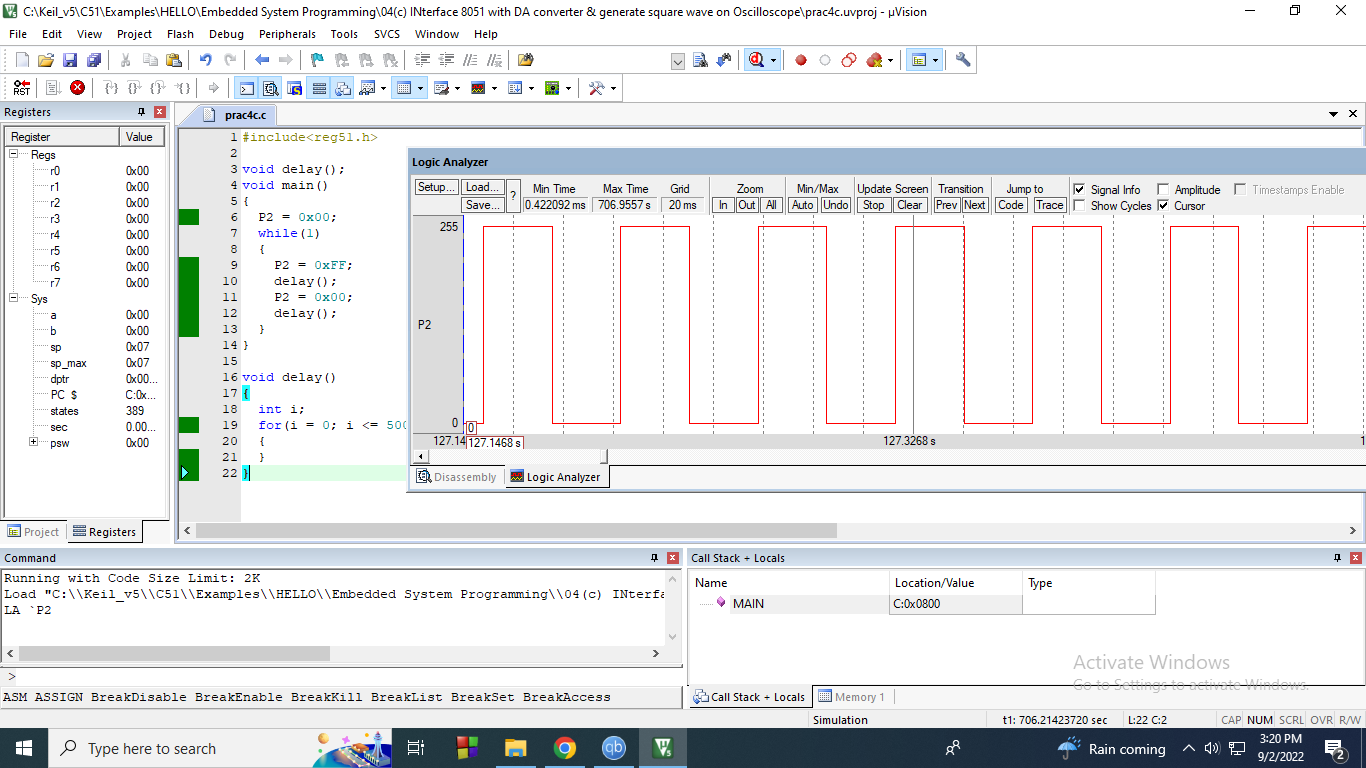 C:\Keil_v5\C51\Examples\HELLO\Embedded System Programming\04(c) INterface 8051 with DA converter & generate square wave on Oscilloscope\prac4c.uvproj - µVision
File Edit View Project Flash Debug Peripherals Tools SVCS Window Help
RST
Registers
Register Value
Regs
r0 0x00
r1 0x00
r2 0x00
r3 0x00
r4 0x00
r5 0x00
r6 0x00
r7 0x00
Sys
a 0x00
b 0x00
sp 0x07
sp_max 0x07
dptr 0x00...
PC $ C:0x...
states 389
sec 0.00...
psw 0x00
Project Registers
prac4c.c
1 #include<reg51.h>
2
3 void delay();
4 void main()
5 {
6 P2 = 0x00;
7 while(1)
8 {
9 P2 = 0xFF;
10 delay();
11 P2 = 0x00;
12 delay();
13 }
14 }
15
16 void delay()
17 {
18 int i;
19 for(i = 0; i <= 500
20 {
21 }
22 }
Logic Analyzer
Setup... Load... ? Min Time Max Time Grid Zoom Min/Max Update Screen Transition Jump to Signal Info Amplitude Timestamps Enable
Save... 0.422092 ms 706.9557 s 20 ms In Out All Auto Undo Stop Clear Prev Next Code Trace Show Cycles Cursor
255
P2
0 0
127.14 127.1468 s 127.3268 s 1
Disassembly Logic Analyzer
Command
Running with Code Size Limit: 2K
Load "C:\\Keil_v5\\C51\\Examples\\HELLO\\Embedded System Programming\\04(c) INterfa
LA `P2
>
ASM ASSIGN BreakDisable BreakEnable BreakKill BreakList BreakSet BreakAccess
Call Stack + Locals
Name Location/Value Type
MAIN C:0x0800
Activate Windows
Go to Settings to activate Windows.
Call Stack + Locals Memory 1
Simulation t1: 706.21423720 sec L:22 C:2 CAP NUM SCRL OVR R/W
Type here to search
qb
Rain coming
3:20 PM
9/2/2022
2